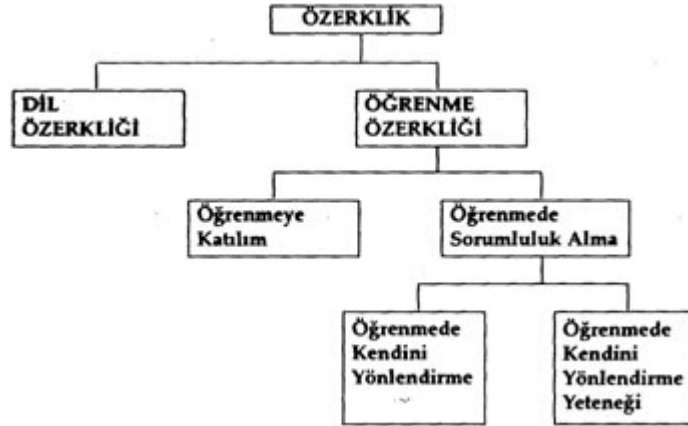 ÖZERKLİK
DİL
ÖZERKLİĞİ
ÖĞRENME
ÖZERKLİĞİ
Öğrenmeye
Katılım
Öğrenmede
Sorumluluk Alma
Öğrenmede
Kendini
Yönlendirme
Öğrenmede
Kendini
Yönlendirme
Yeteneği